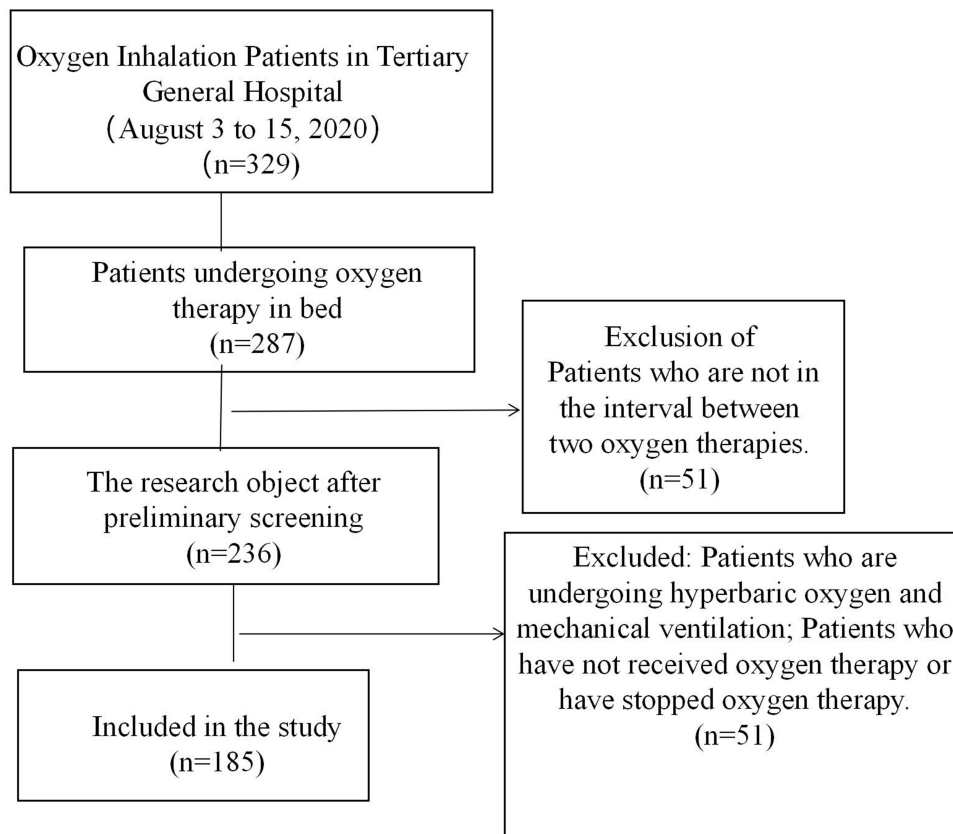 Oxygen Inhalation Patients in Tertiary
General Hospital
（August 3 to 15, 2020）
（n=329)
Patients undergoing oxygen
therapy in bed
(n=287)
Exclusion of
Patients who are not in
the interval between
two oxygen therapies.
(n=51)
The research object after
preliminary screening
(n=236)
Excluded: Patients who are
undergoing hyperbaric oxygen and
mechanical ventilation; Patients who
have not received oxygen therapy or
have stopped oxygen therapy.
(n=51)
Included in the study
(n=185)